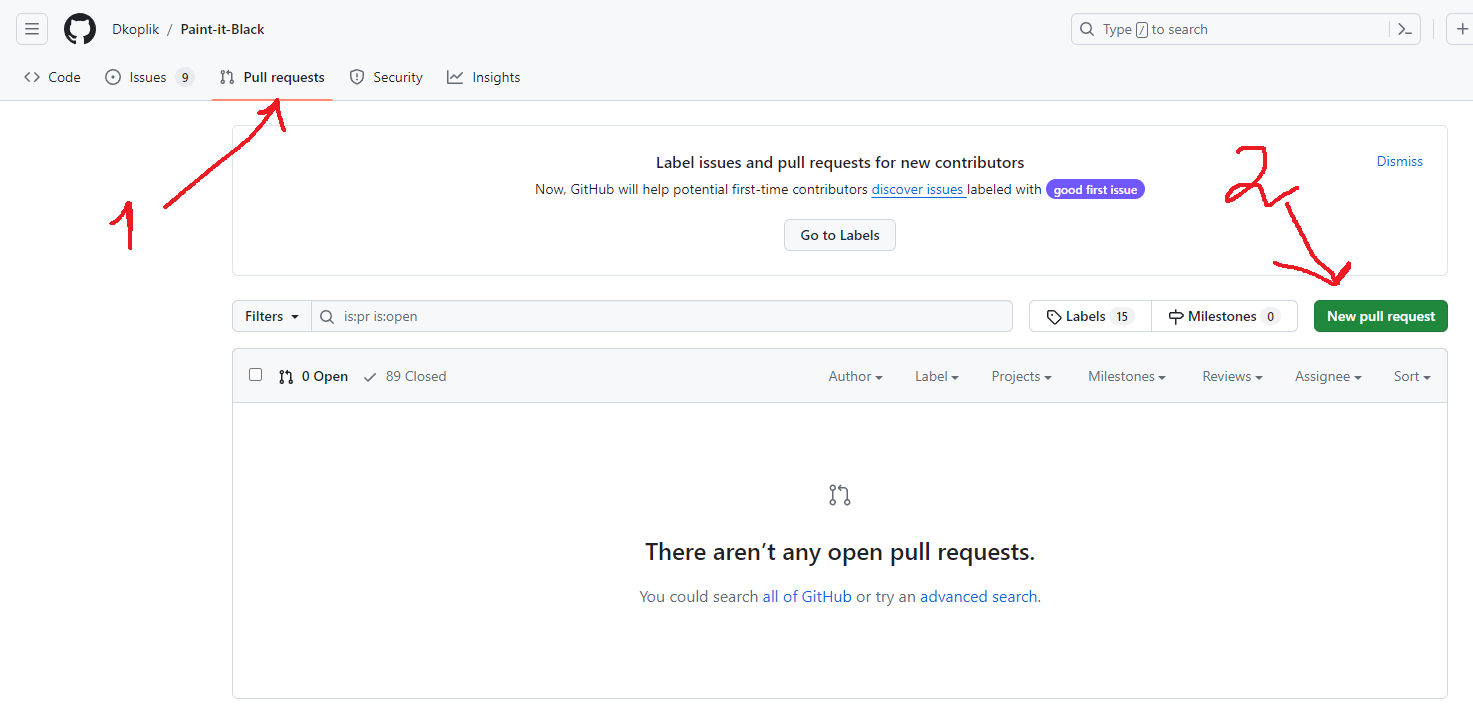 Dkoplik / Paint-it-Black
Type / to search
Code Issues 9 Pull requests Security Insights
1
2
Label issues and pull requests for new contributors
Dismiss
Now, GitHub will help potential first-time contributors discover issues labeled with good first issue
Go to Labels
Filters is:pr is:open Labels 15 Milestones 0 New pull request
0 Open 89 Closed Author Label Projects Milestones Reviews Assignee Sort
There aren’t any open pull requests.
You could search all of GitHub or try an advanced search.